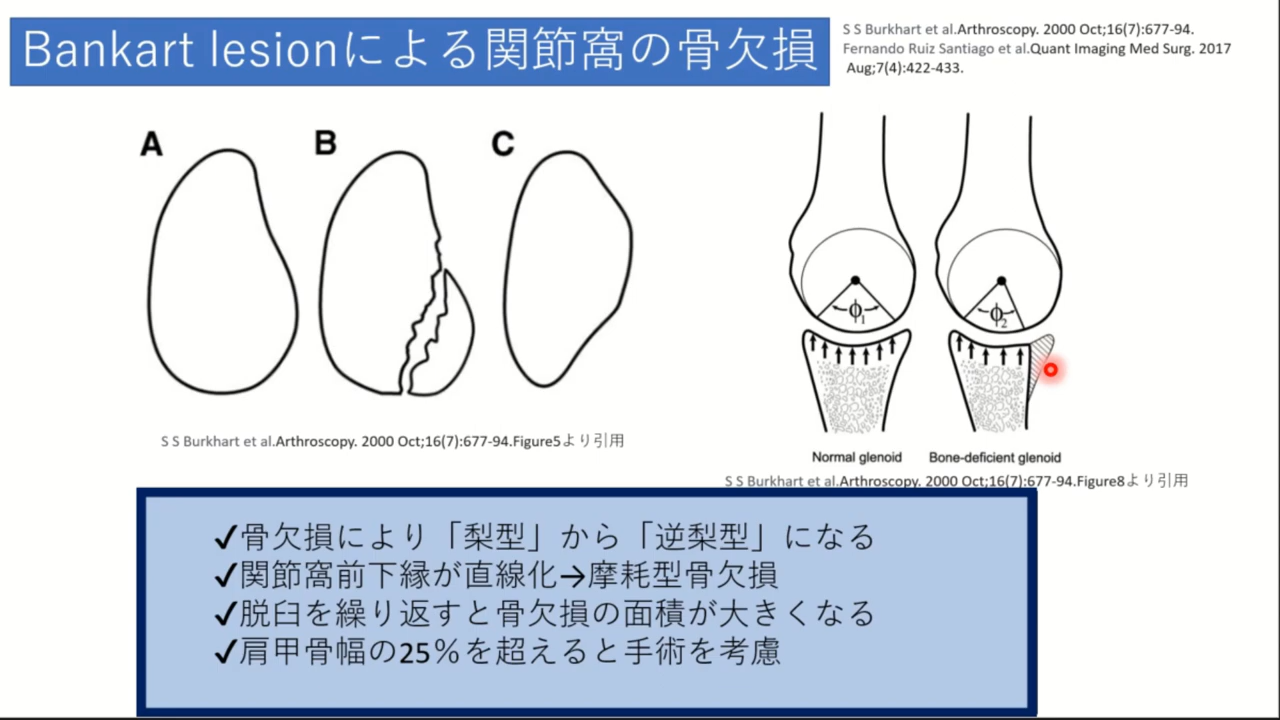 Bankart lesionによる関節窩の骨欠損
S S Burkhart et al.Arthroscopy. 2000 Oct;16(7):677-94.
Fernando Ruiz Santiago et al.Quant Imaging Med Surg. 2017
Aug;7(4):422-433.
A
B
C
ϕ1
ϕ2
Normal glenoid
Bone-deficient glenoid
S S Burkhart et al.Arthroscopy. 2000 Oct;16(7):677-94.Figure5より引用
S S Burkhart et al.Arthroscopy. 2000 Oct;16(7):677-94.Figure8より引用
✓骨欠損により「梨型」から「逆梨型」になる
✓関節窩前下縁が直線化→摩耗型骨欠損
✓脱臼を繰り返すと骨欠損の面積が大きくなる
✓肩甲骨幅の25%を超えると手術を考慮